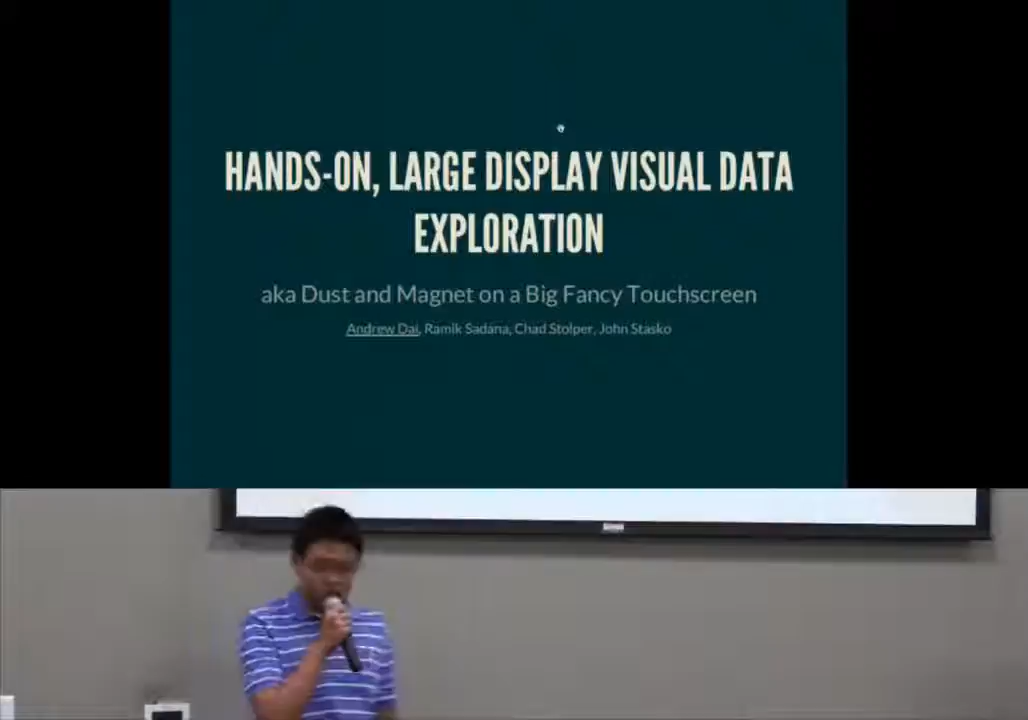 HANDS-ON, LARGE DISPLAY VISUAL DATA
EXPLORATION
aka Dust and Magnet on a Big Fancy Touchscreen
Andrew Dai, Ramik Sadana, Chad Stolper, John Stasko